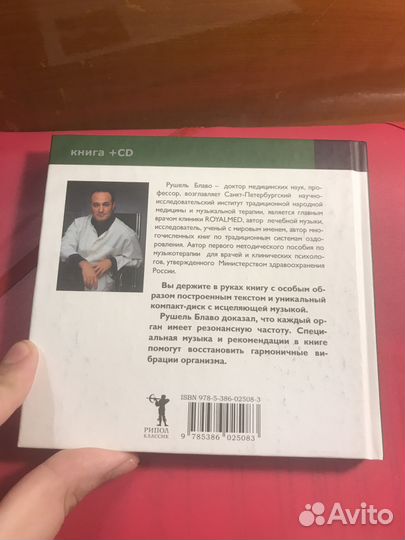 книга +CD
Рушель Блаво – доктор медицинских наук, про-
фессор, возглавляет Санкт-Петербургский научно-
исследовательский институт традиционной народной
медицины и музыкальной терапии, является главным
врачом клиники ROYALMED, автор лечебной музыки,
исследователь, ученый с мировым именем, автор мно-
гочисленных книг по традиционным системам оздо-
ровления. Автор первого методического пособия по
музыкотерапии для врачей и клинических психоло-
гов, утвержденного Министерством здравоохранения
России.
Вы держите в руках книгу с особым об-
разом построенным текстом и уникальный
компакт-диск с исцеляющей музыкой.
Рушель Блаво доказал, что каждый ор-
ган имеет резонансную частоту. Специ-
альная музыка и рекомендации в книге
помогут восстановить гармоничные ви-
брации организма.
РИПОЛ
КЛАССИК
ISBN 978-5-386-02508-3
9 785386 025083
Avito